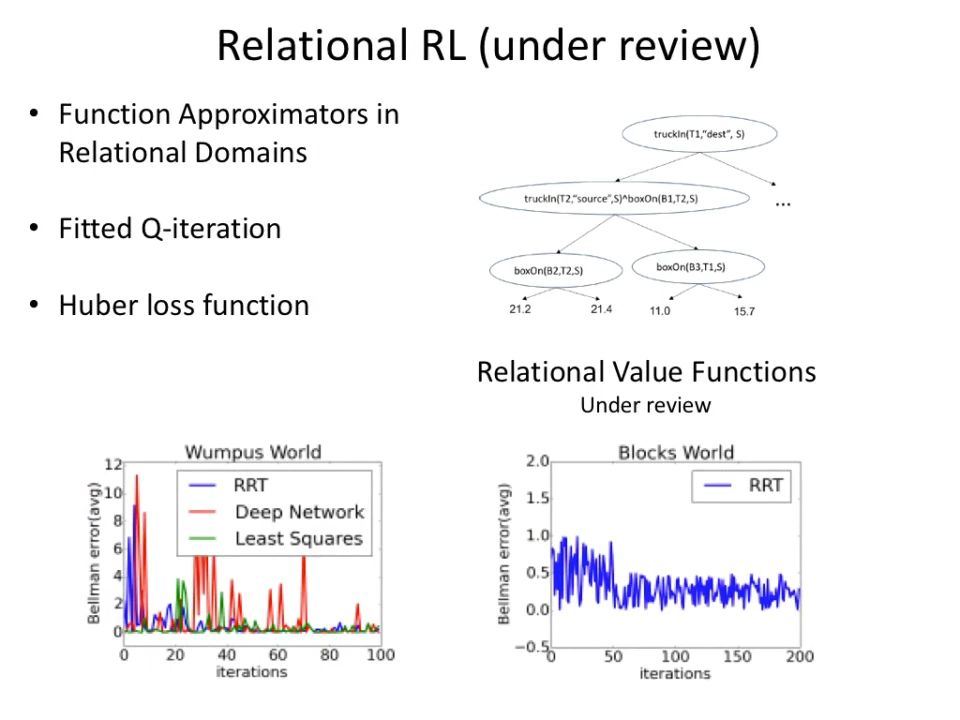 Relational RL (under review)
• Function Approximators in
Relational Domains
• Fitted Q-iteration
• Huber loss function
truckIn(T1,“dest”, S)
truckIn(T2,“source”,S)^boxOn(B1,T2,S)
...
boxOn(B2,T2,S)
boxOn(B3,T1,S)
21.2
21.4
11.0
15.7
Relational Value Functions
Under review
Wumpus World
Bellman error(avg)
12
10
8
6
4
2
0
RRT
Deep Network
Least Squares
0 20 40 60 80 100
iterations
Blocks World
Bellman error(avg)
2.0
1.5
1.0
0.5
0.0
−0.5
RRT
0 50 100 150 200
iterations